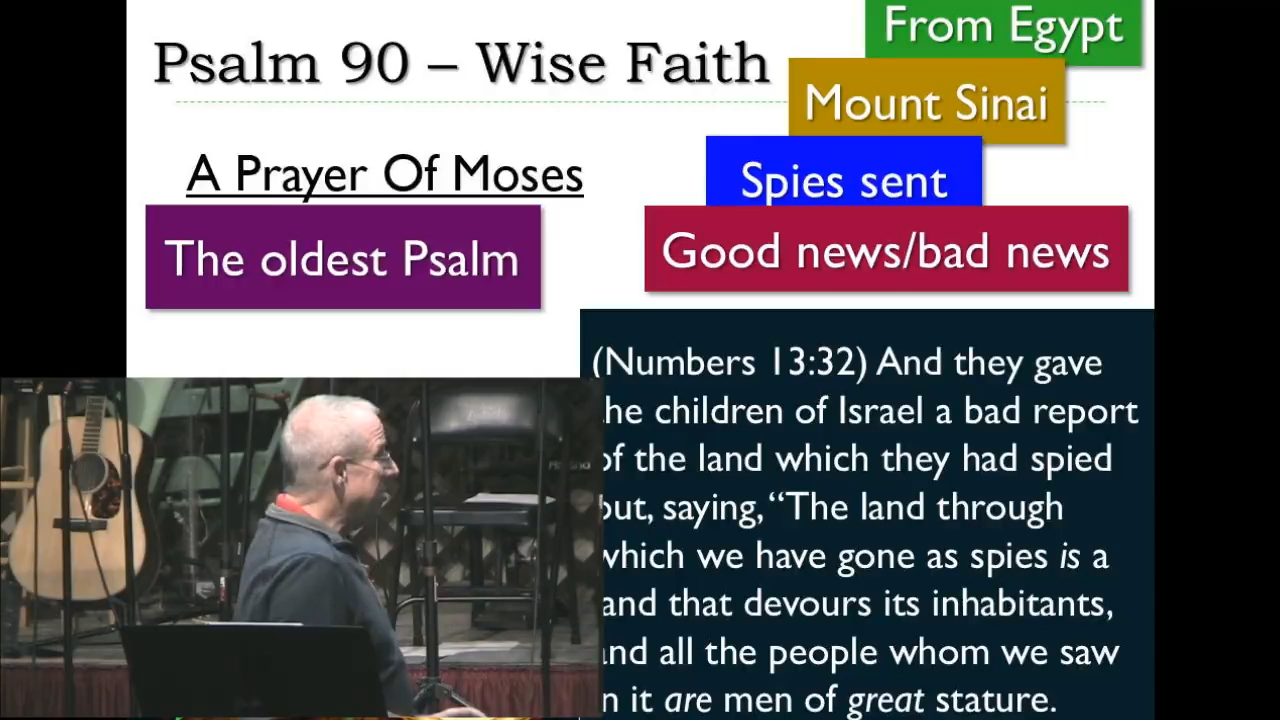 From Egypt
Psalm 90 – Wise Faith
Mount Sinai
A Prayer Of Moses
Spies sent
The oldest Psalm
Good news/bad news
(Numbers 13:32) And they gave
he children of Israel a bad report
of the land which they had spied
out, saying, “The land through
which we have gone as spies is a
and that devours its inhabitants,
and all the people whom we saw
n it are men of great stature.